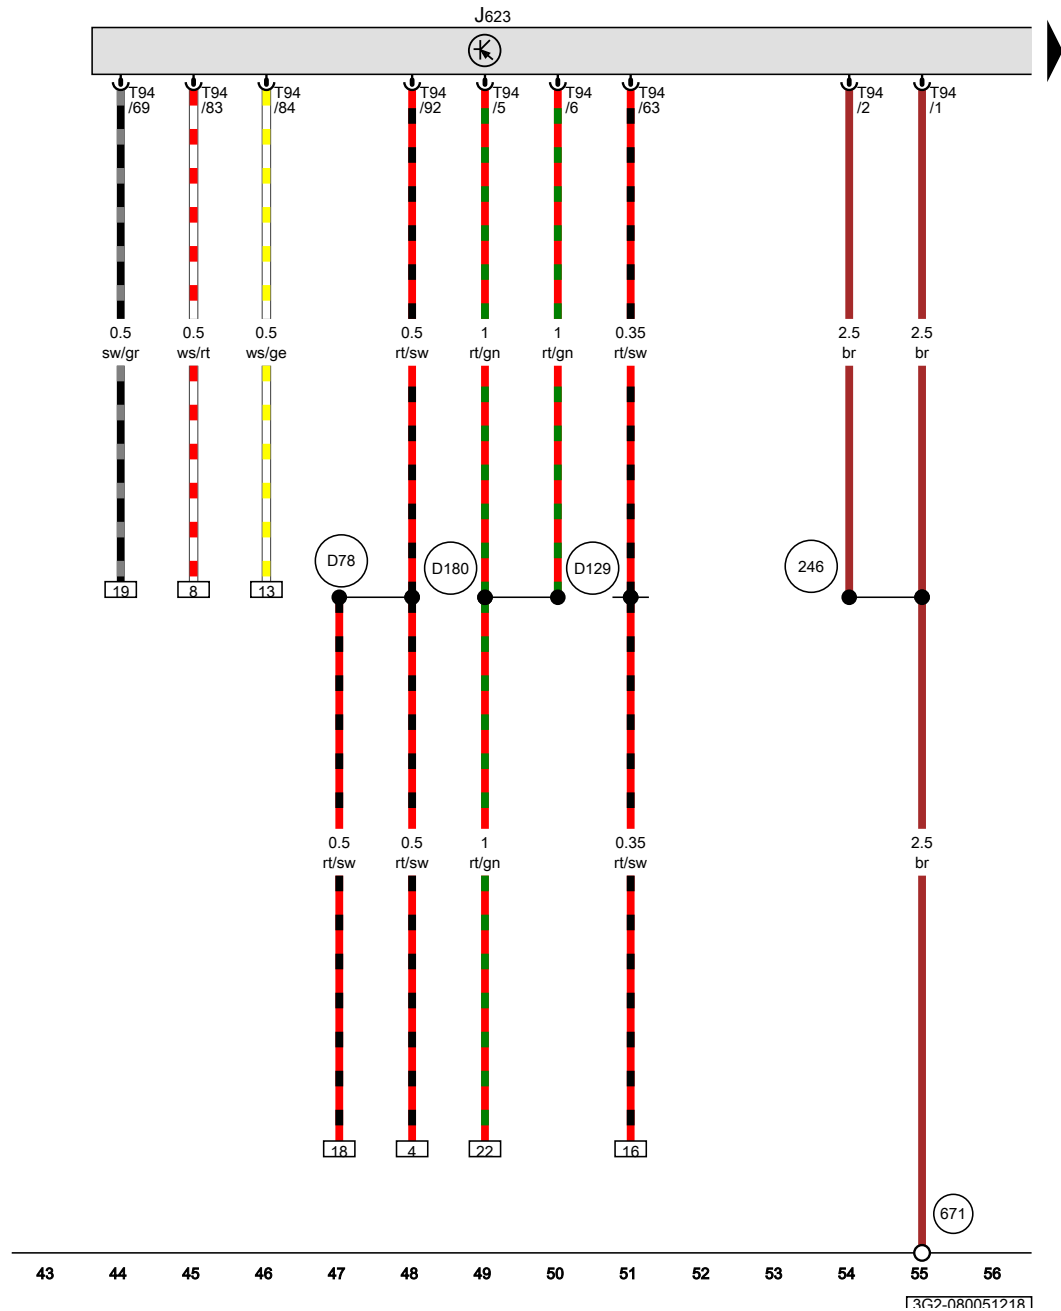 J623
T94 T94 T94 T94 T94 T94 T94 T94 T94
/69 /83 /84 /92 /5 /6 /63 /2 /1
0.5 0.5 0.5 0.5 1 1 0.35 2.5 2.5
sw/gr ws/rt ws/ge rt/sw rt/gn rt/gn rt/sw br br
D78 D180 D129 246
19 8 13
0.5 0.5 1 0.35 2.5
rt/sw rt/sw rt/gn rt/sw br
18 4 22 16
671
43 44 45 46 47 48 49 50 51 52 53 54 55 56
3G2-080051218